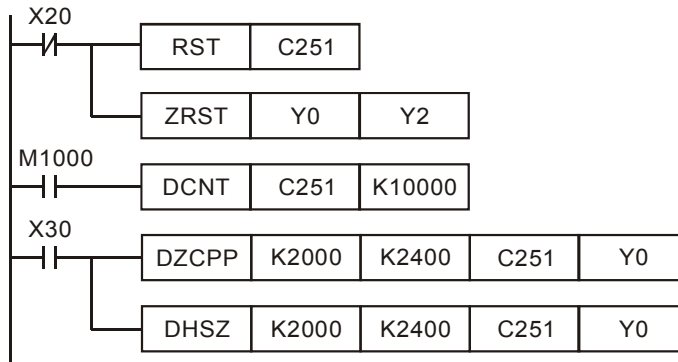 X20
RST C251
ZRST Y0 Y2
M1000
DCNT C251 K10000
X30
DZCPP K2000 K2400 C251 Y0
DHSZ K2000 K2400 C251 Y0